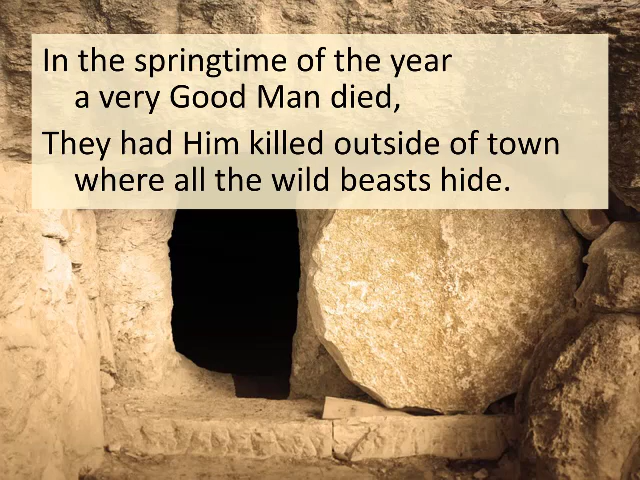 In the springtime of the year
a very Good Man died,
They had Him killed outside of town
where all the wild beasts hide.